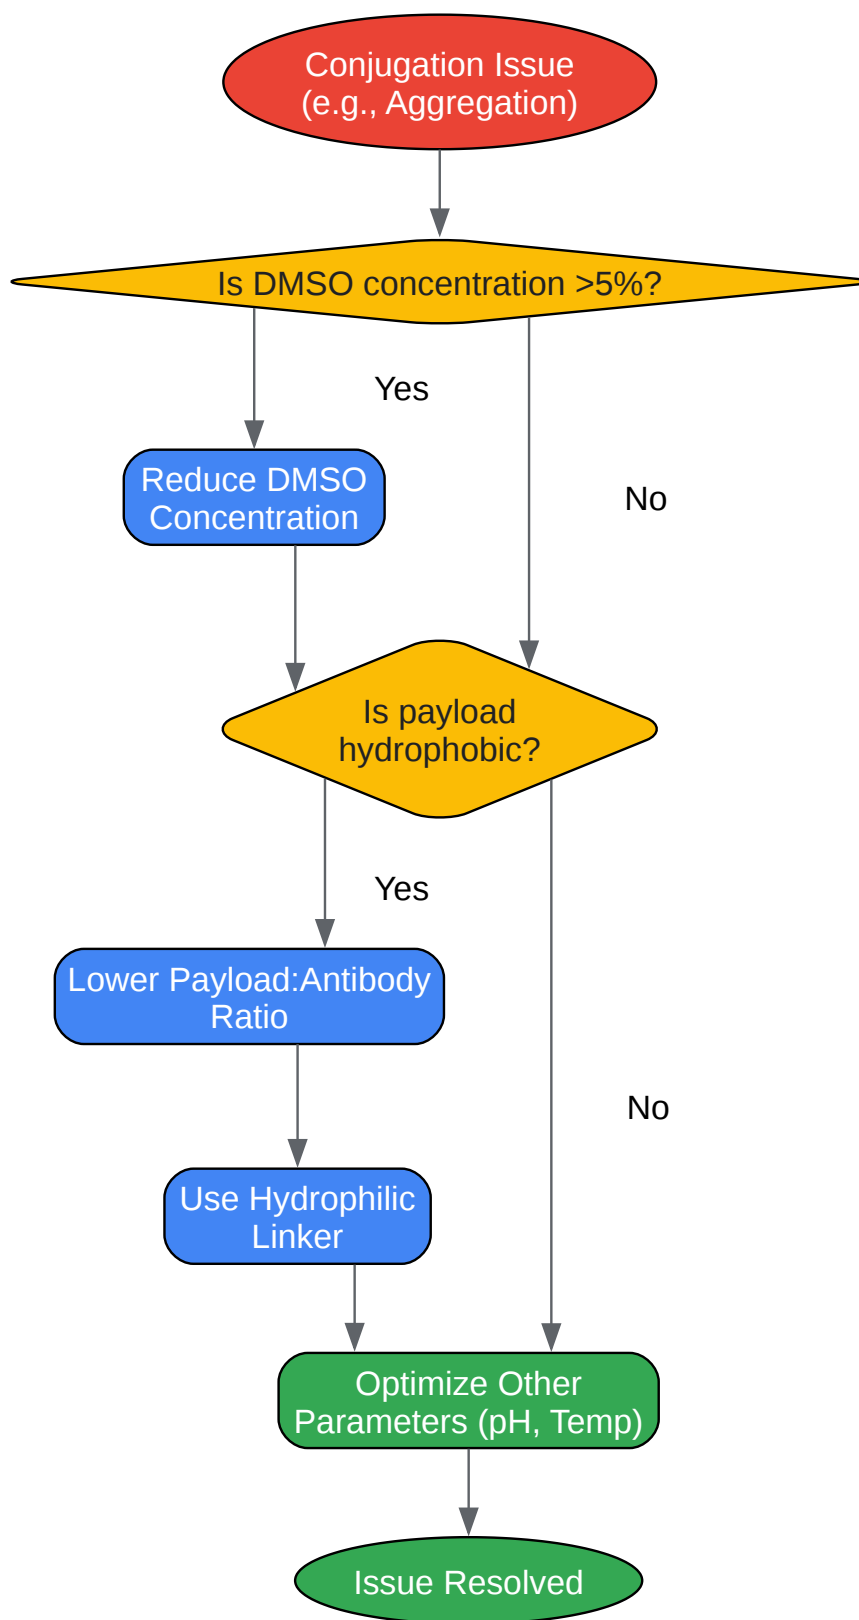 Conjugation Issue
(e.g., Aggregation)
Is DMSO concentration >5%?
Yes
Reduce DMSO
Concentration
No
Is payload
hydrophobic?
Yes
Lower Payload:Antibody
Ratio
No
Use Hydrophilic
Linker
Optimize Other
Parameters (pH, Temp)
Issue Resolved